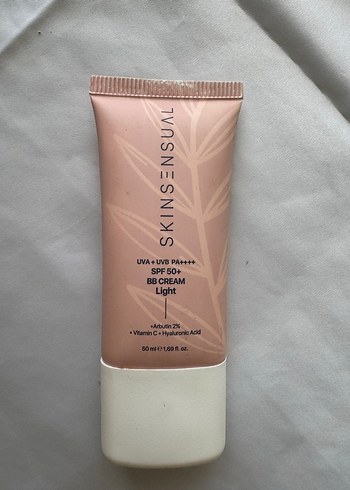 SKINSENSUAL
UVA + UVB PA++++
SPF 50+
BB CREAM
Light
+Arbutin 2%
+ Vitamin C + Hyaluronic Acid
50 ml ℮ 1,69 fl. oz.